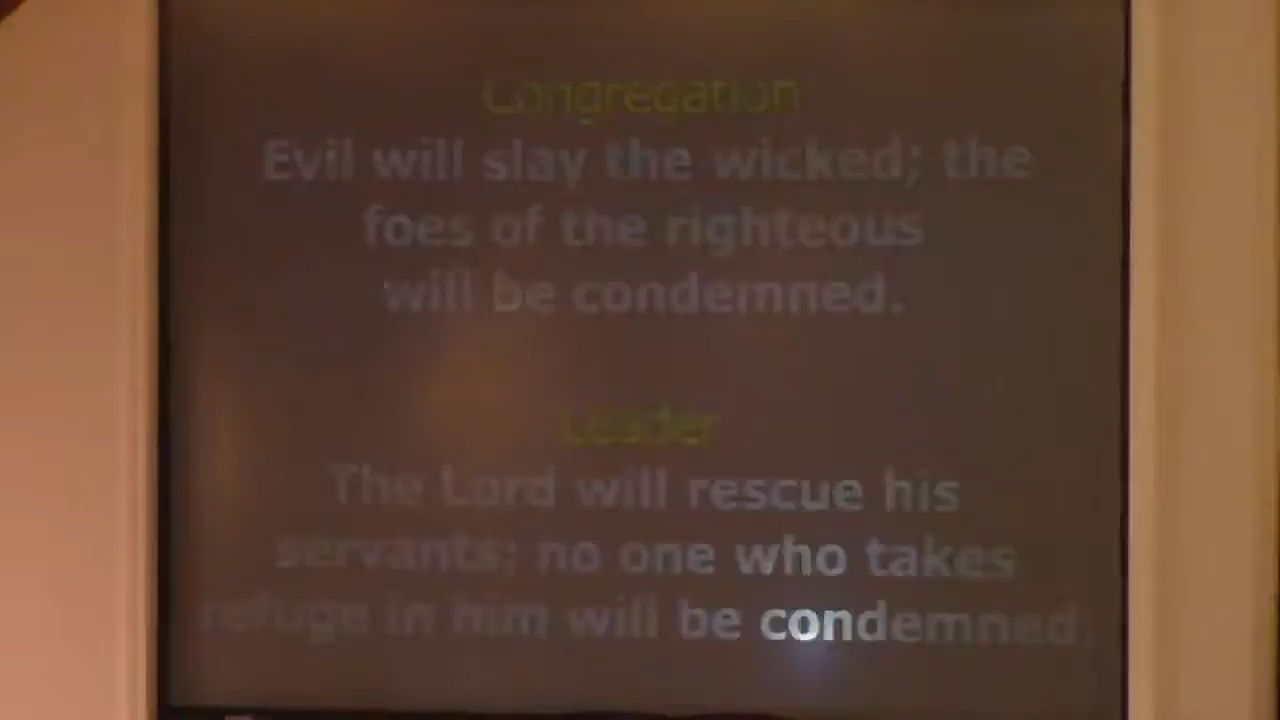 Congregation
Evil will slay the wicked; the
foes of the righteous
will be condemned.
Leader
The Lord will rescue his
servants; no one who takes
refuge in him will be condemned.